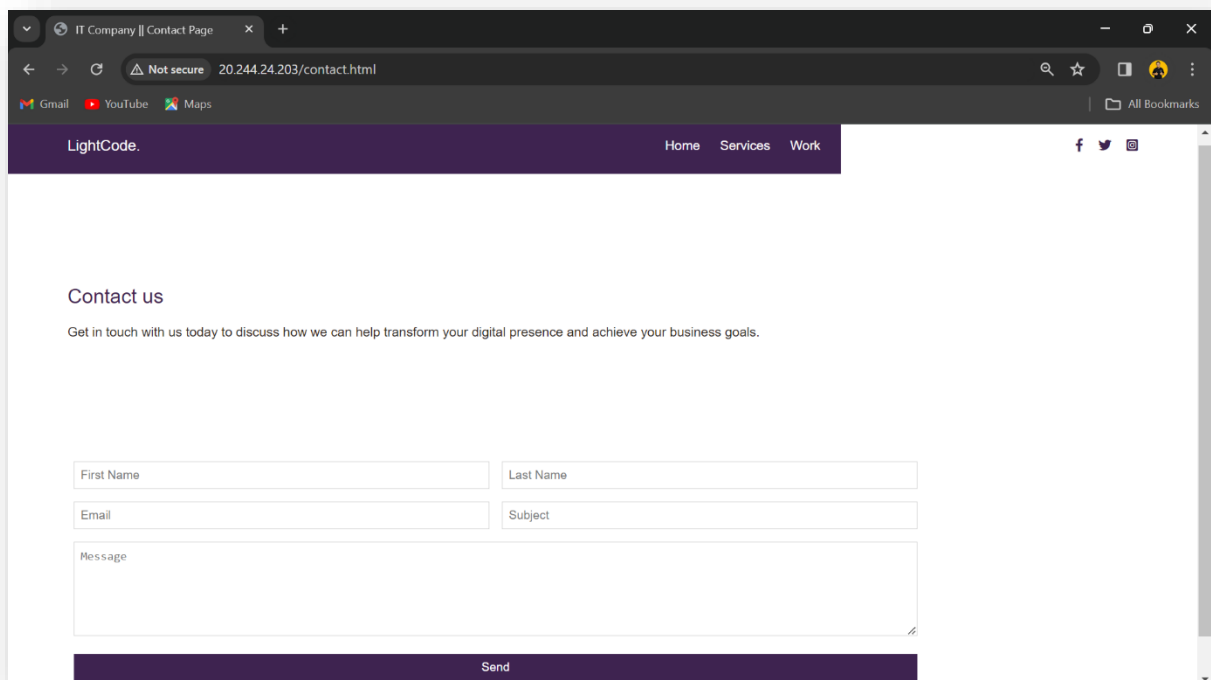 IT Company || Contact Page
Not secure 20.244.24.203/contact.html
Gmail YouTube Maps All Bookmarks
LightCode. Home Services Work
Contact us
Get in touch with us today to discuss how we can help transform your digital presence and achieve your business goals.
First Name Last Name
Email Subject
Message
Send